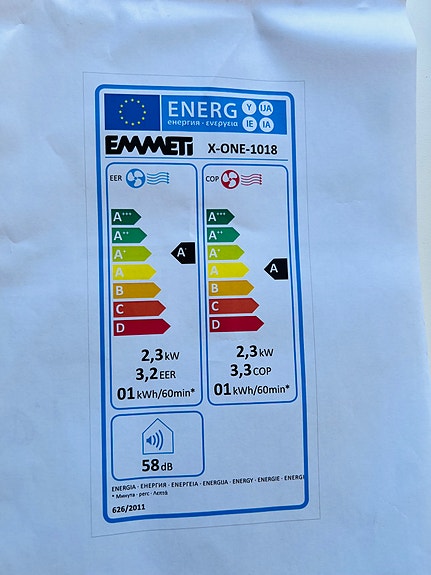 ENERG Y UA
енергия · ενεργεια IE IA
EMMETI X-ONE-1018
EER
A+++
A++
A+
A
B
C
D
A+
2,3 kW
3,2 EER
01 kWh/60min*
COP
A+++
A++
A+
A
B
C
D
A
2,3 kW
3,3 COP
01 kWh/60min*
58 dB
ENERGIA · ЕНЕРГИЯ · ΕΝΕΡΓΕΙΑ · ENERGIJA · ENERGY · ENERGIE · ENERGI
* Минута · perc · Λεπτά
626/2011